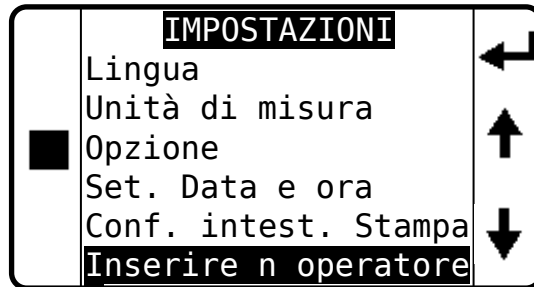 IMPOSTAZIONI
Lingua
Unità di misura
Opzione
Set. Data e ora
Conf. intest. Stampa
Inserire n operatore